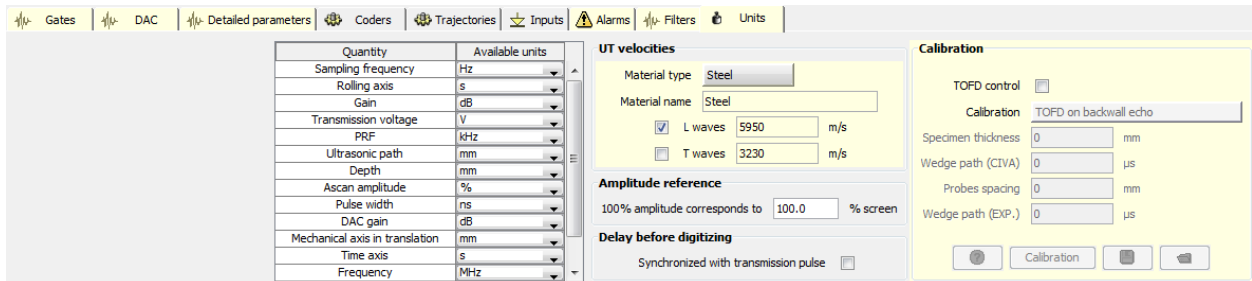 Gates DAC Detailed parameters Coders Trajectories Inputs Alarms Filters Units
Quantity Available units
Sampling frequency Hz
Rolling axis s
Gain dB
Transmission voltage V
PRF kHz
Ultrasonic path mm
Depth mm
Ascan amplitude %
Pulse width ns
DAC gain dB
Mechanical axis in translation mm
Time axis s
Frequency MHz
UT velocities
Material type Steel
Material name Steel
L waves 5950 m/s
T waves 3230 m/s
Amplitude reference
100% amplitude corresponds to 100.0 % screen
Delay before digitizing
Synchronized with transmission pulse
Calibration
TOFD control
Calibration TOFD on backwall echo
Specimen thickness 0 mm
Wedge path (CIVA) 0 µs
Probes spacing 0 mm
Wedge path (EXP.) 0 µs
? Calibration